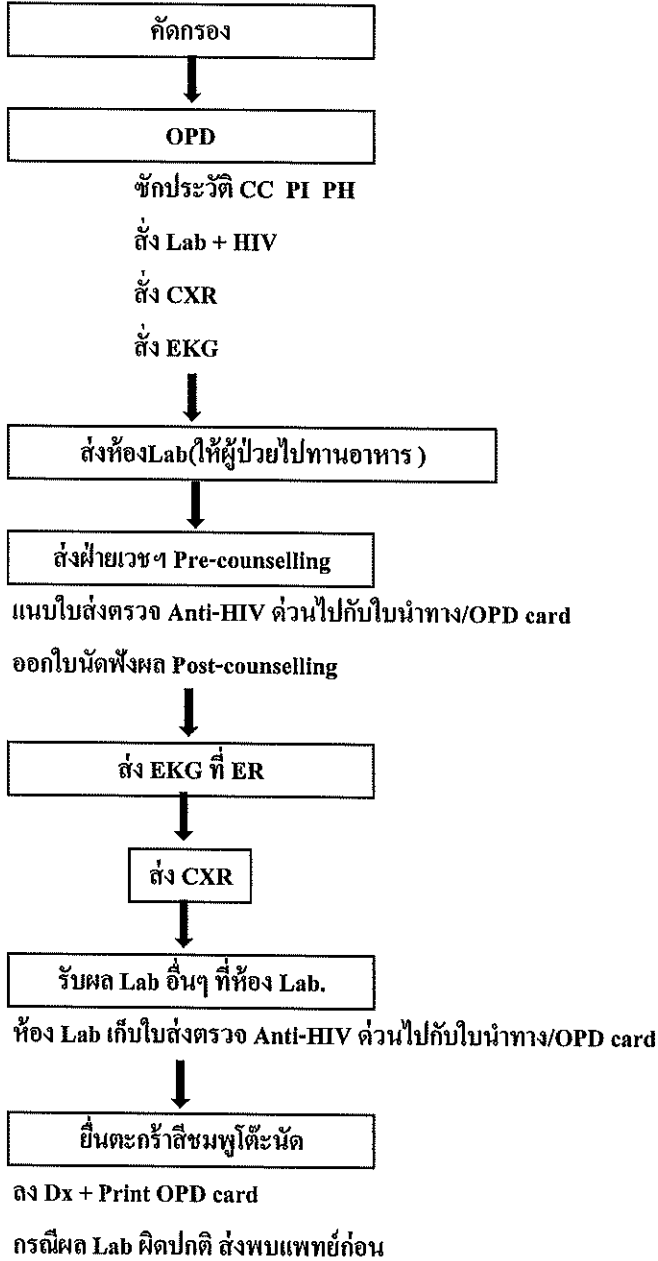 คัดกรอง
OPD
ซักประวัติ CC PI PH
สั่ง Lab + HIV
สั่ง CXR
สั่ง EKG
ส่งห้องLab(ให้ผู้ป่วยไปทานอาหาร )
ส่งฝ่ายเวชฯ Pre-counselling
แนบใบส่งตรวจ Anti-HIV ด่วนไปกับใบนำทาง/OPD card
ออกใบนัดฟังผล Post-counselling
ส่ง EKG ที่ ER
ส่ง CXR
รับผล Lab อื่นๆ ที่ห้อง Lab.
ห้อง Lab เก็บใบส่งตรวจ Anti-HIV ด่วนไปกับใบนำทาง/OPD card
ยื่นตะกร้าสีชมพูโต๊ะนัด
ลง Dx + Print OPD card
กรณีผล Lab ผิดปกติ ส่งพบแพทย์ก่อน